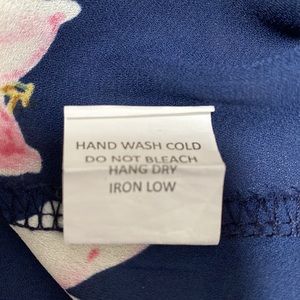 HAND WASH COLD
DO NOT BLEACH
HANG DRY
IRON LOW